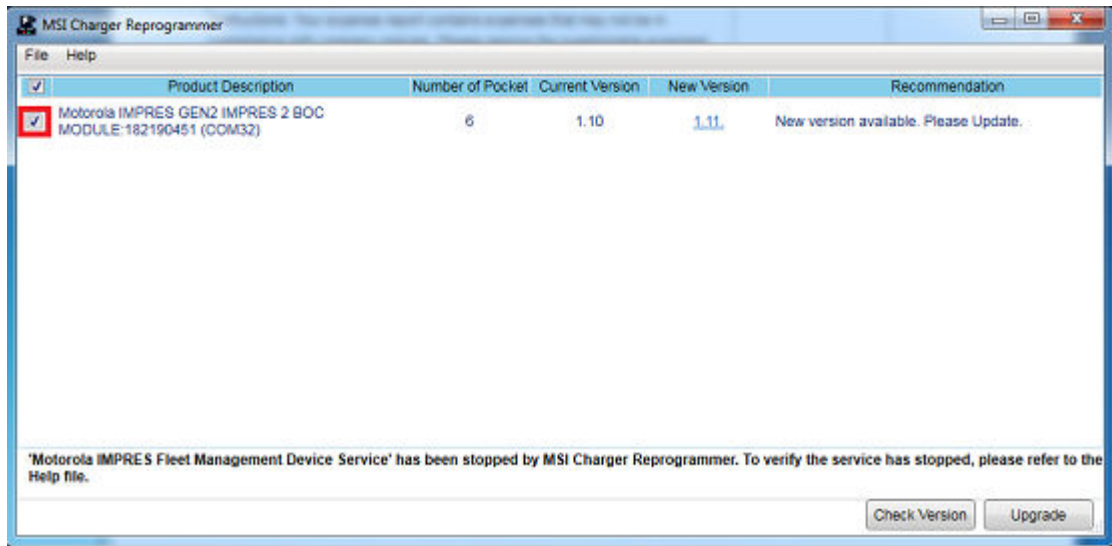 MSI Charger Reprogrammer
File Help
Product Description Number of Pocket Current Version New Version Recommendation
Motorola IMPRES GEN2 IMPRES 2 BOC
MODULE:182190451 (COM32) 6 1.10 1.11. New version available. Please Update.
'Motorola IMPRES Fleet Management Device Service' has been stopped by MSI Charger Reprogrammer. To verify the service has stopped, please refer to the
Help file.
Check Version Upgrade